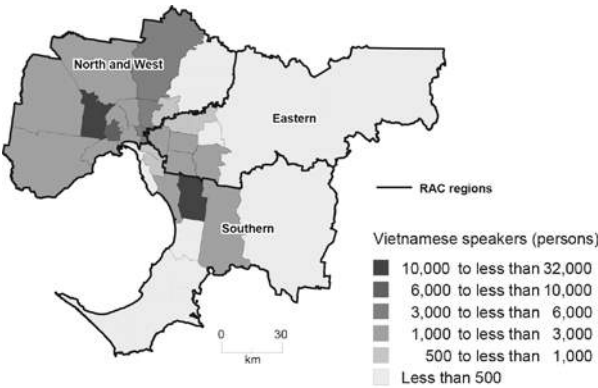 North and West
Eastern
RAC regions
Southern
Vietnamese speakers (persons)
10,000 to less than 32,000
6,000 to less than 10,000
3,000 to less than 6,000
1,000 to less than 3,000
500 to less than 1,000
Less than 500
0 30
km